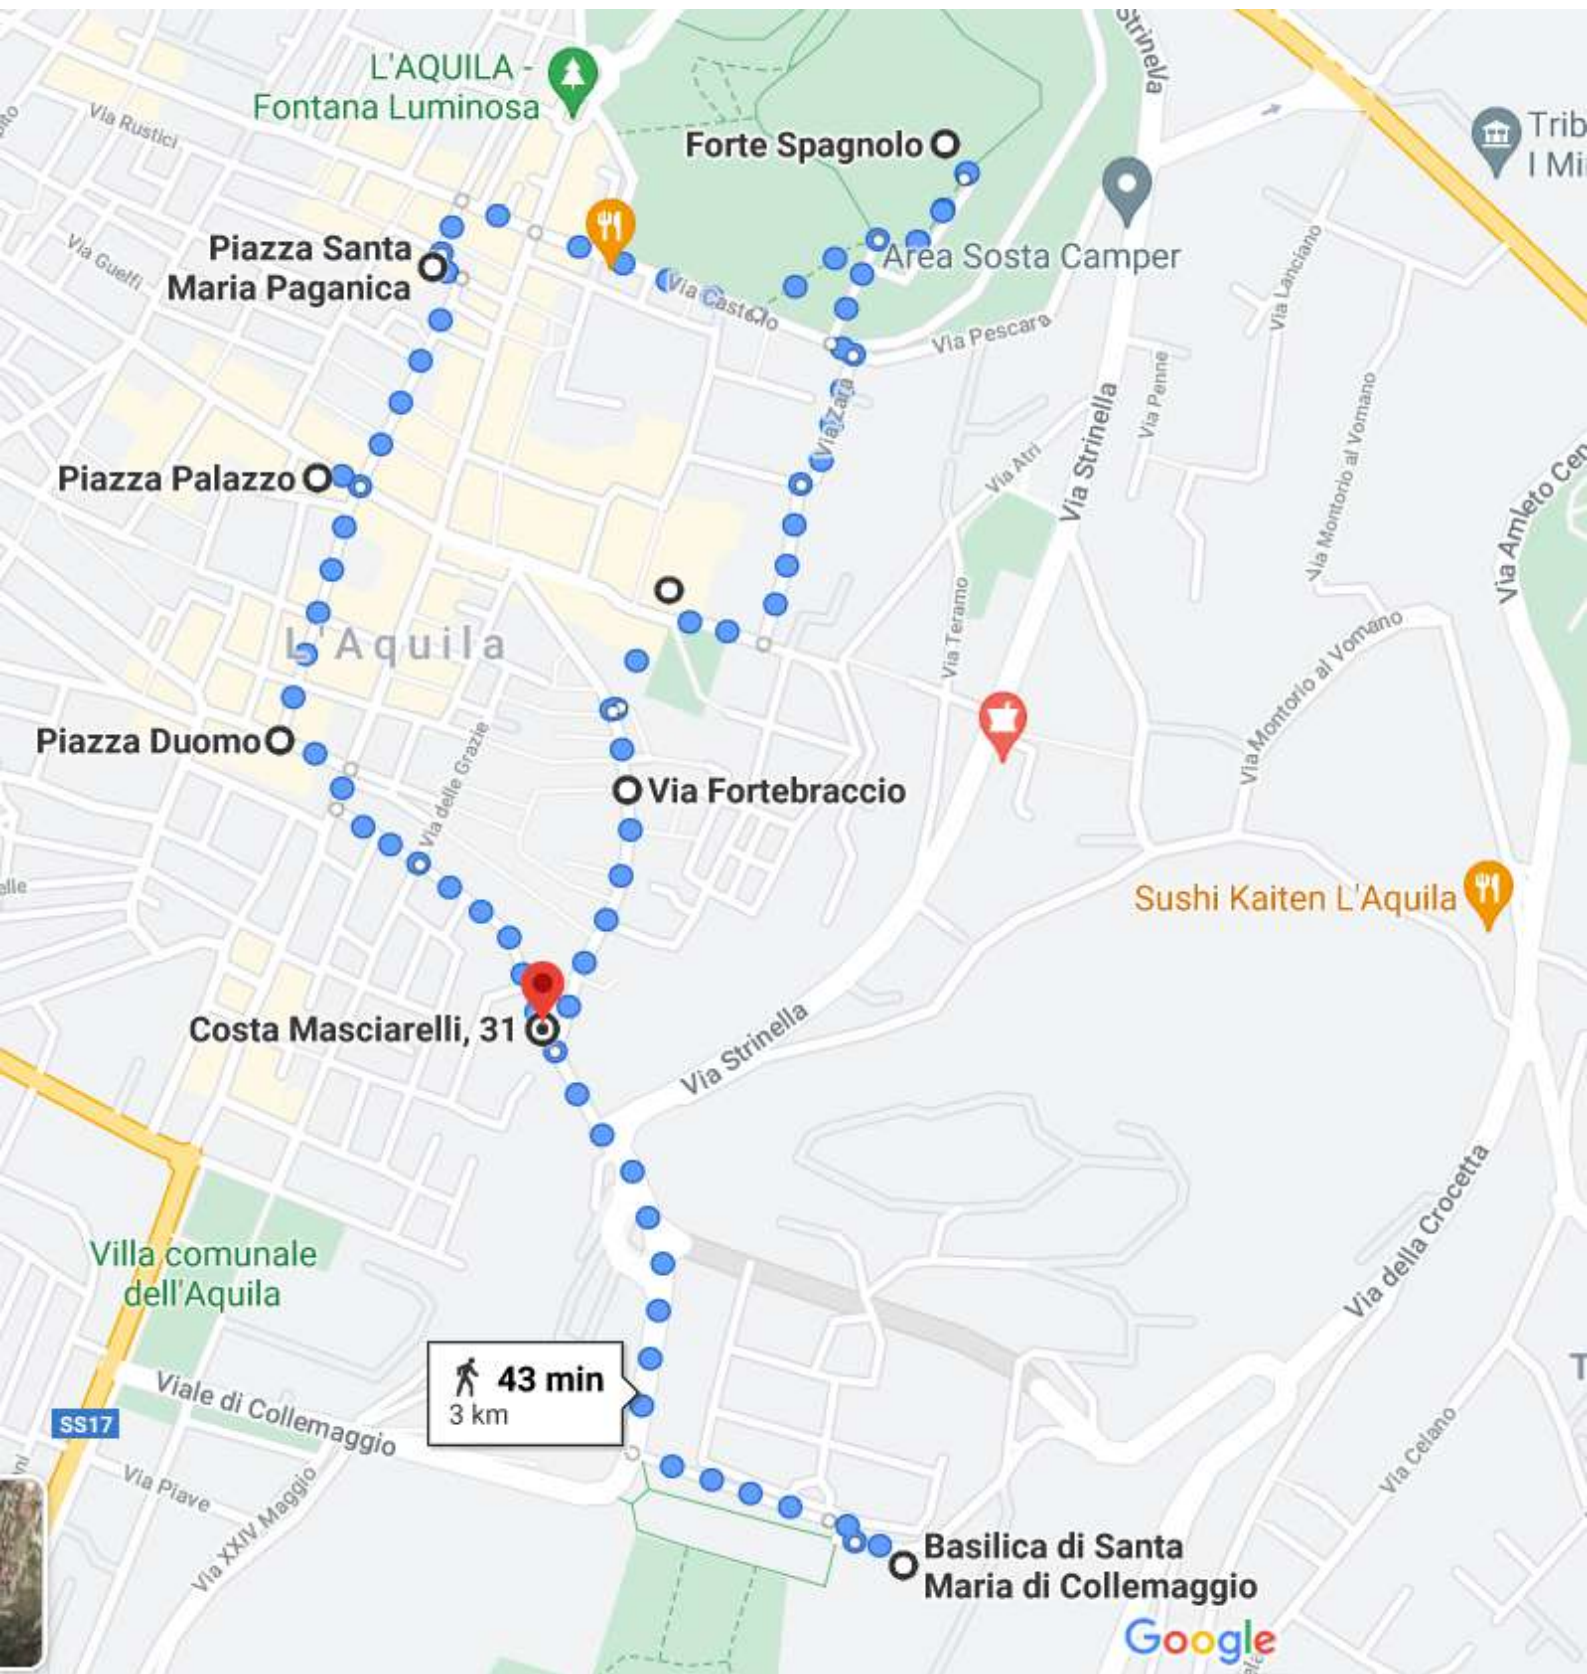 Strinella
L'AQUILA -
Fontana Luminosa
Via Rustici
Forte Spagnolo
Trib
I Mi
Piazza Santa
Maria Paganica
Via Guelfi
Area Sosta Camper
Via Lanciano
Via Castello
Via Pescara
Via Penne
Via Zara
Via Strinella
Via Montorio al Vomano
Via Atri
Piazza Palazzo
Via Amleto Cen
Via Teramo
L'Aquila
Via Montorio al Vomano
Piazza Duomo
Via delle Grazie
Via Fortebraccio
elle
Sushi Kaiten L'Aquila
Costa Masciarelli, 31
Via Strinella
Villa comunale
dell'Aquila
Via della Crocetta
43 min
3 km
T
Viale di Collemaggio
SS17
Via Celano
Via Piave
Via XXIV Maggio
Basilica di Santa
Maria di Collemaggio
Google